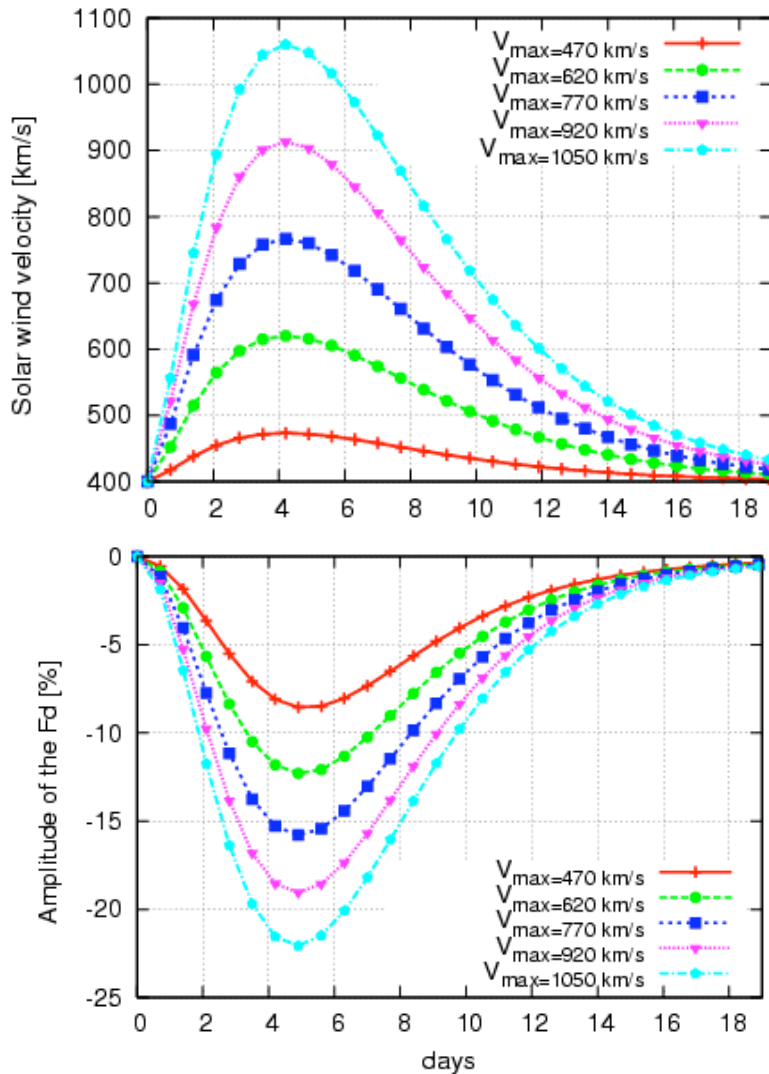 1100
1000
900
800
700
600
500
400
Solar wind velocity [km/s]
Vmax=470 km/s
Vmax=620 km/s
Vmax=770 km/s
Vmax=920 km/s
Vmax=1050 km/s
0 2 4 6 8 10 12 14 16 18
0
-5
-10
-15
-20
-25
Amplitude of the Fd [%]
Vmax=470 km/s
Vmax=620 km/s
Vmax=770 km/s
Vmax=920 km/s
Vmax=1050 km/s
0 2 4 6 8 10 12 14 16 18
days